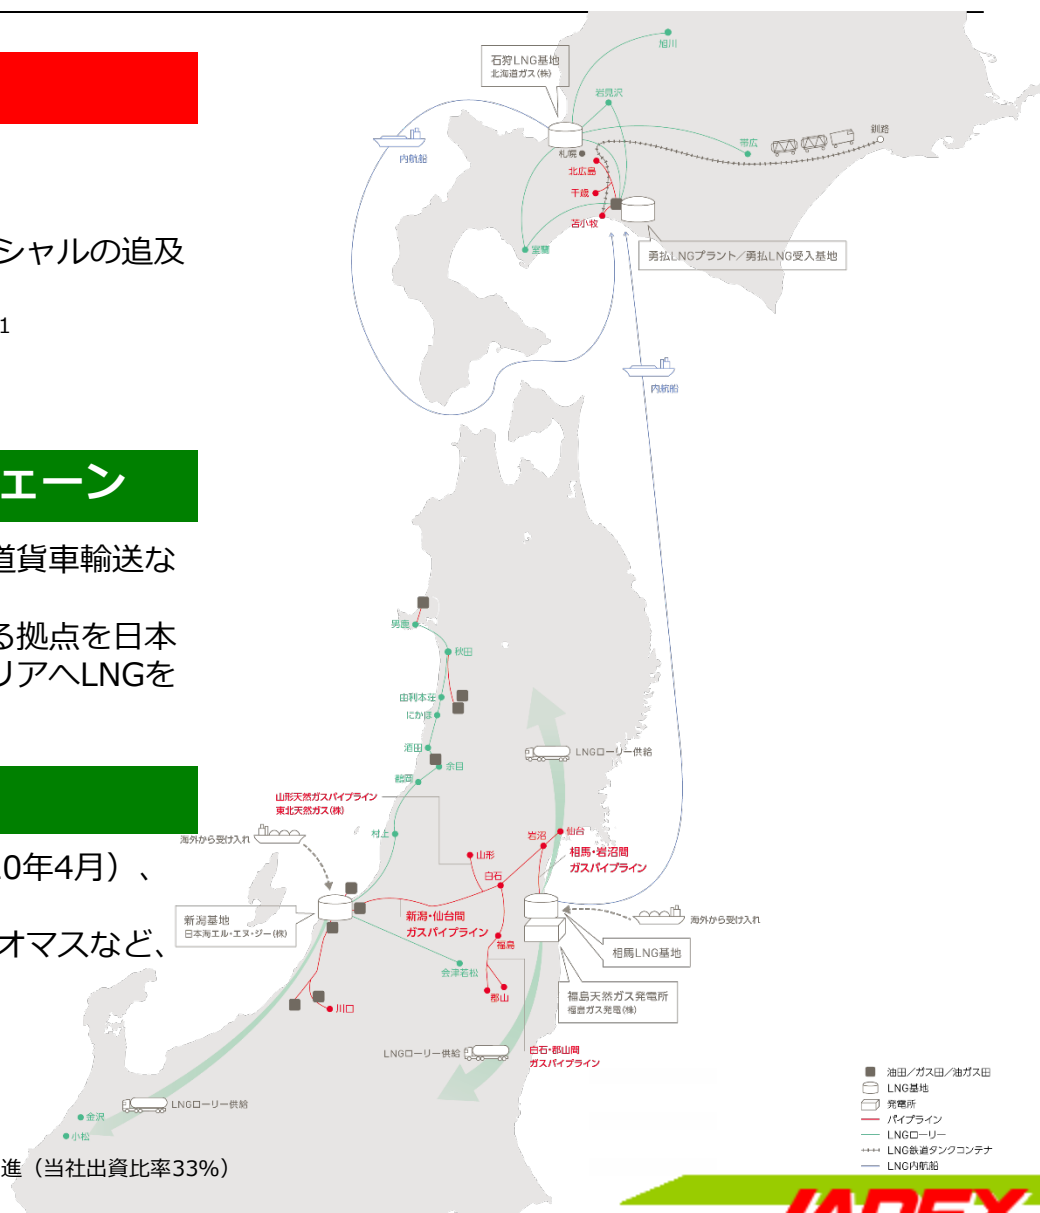 シャルの追及
1
ェーン
道貨車輸送な
る拠点を日本
リアへLNGを
0年4月）、
オマスなど、
進（当社出資比率33%）
石狩LNG基地
北海道ガス(株)
旭川
岩見沢
帯広
釧路
内航船
札幌
北広島
千歳
苫小牧
室蘭
勇払LNGプラント／勇払LNG受入基地
内航船
男鹿
秋田
由利本荘
にかほ
酒田
余目
鶴岡
村上
LNGローリー供給
山形天然ガスパイプライン
東北天然ガス(株)
海外から受け入れ
仙台
岩沼
山形
白石
相馬・岩沼間
ガスパイプライン
新潟基地
日本海エル・エヌ・ジー(株)
新潟・仙台間
ガスパイプライン
福島
海外から受け入れ
相馬LNG基地
会津若松
郡山
福島天然ガス発電所
福島ガス発電(株)
川口
LNGローリー供給
白石・郡山間
ガスパイプライン
LNGローリー供給
金沢
小松
油田／ガス田／油ガス田
LNG基地
発電所
パイプライン
LNGローリー
LNG鉄道タンクコンテナ
LNG内航船
JAPEX